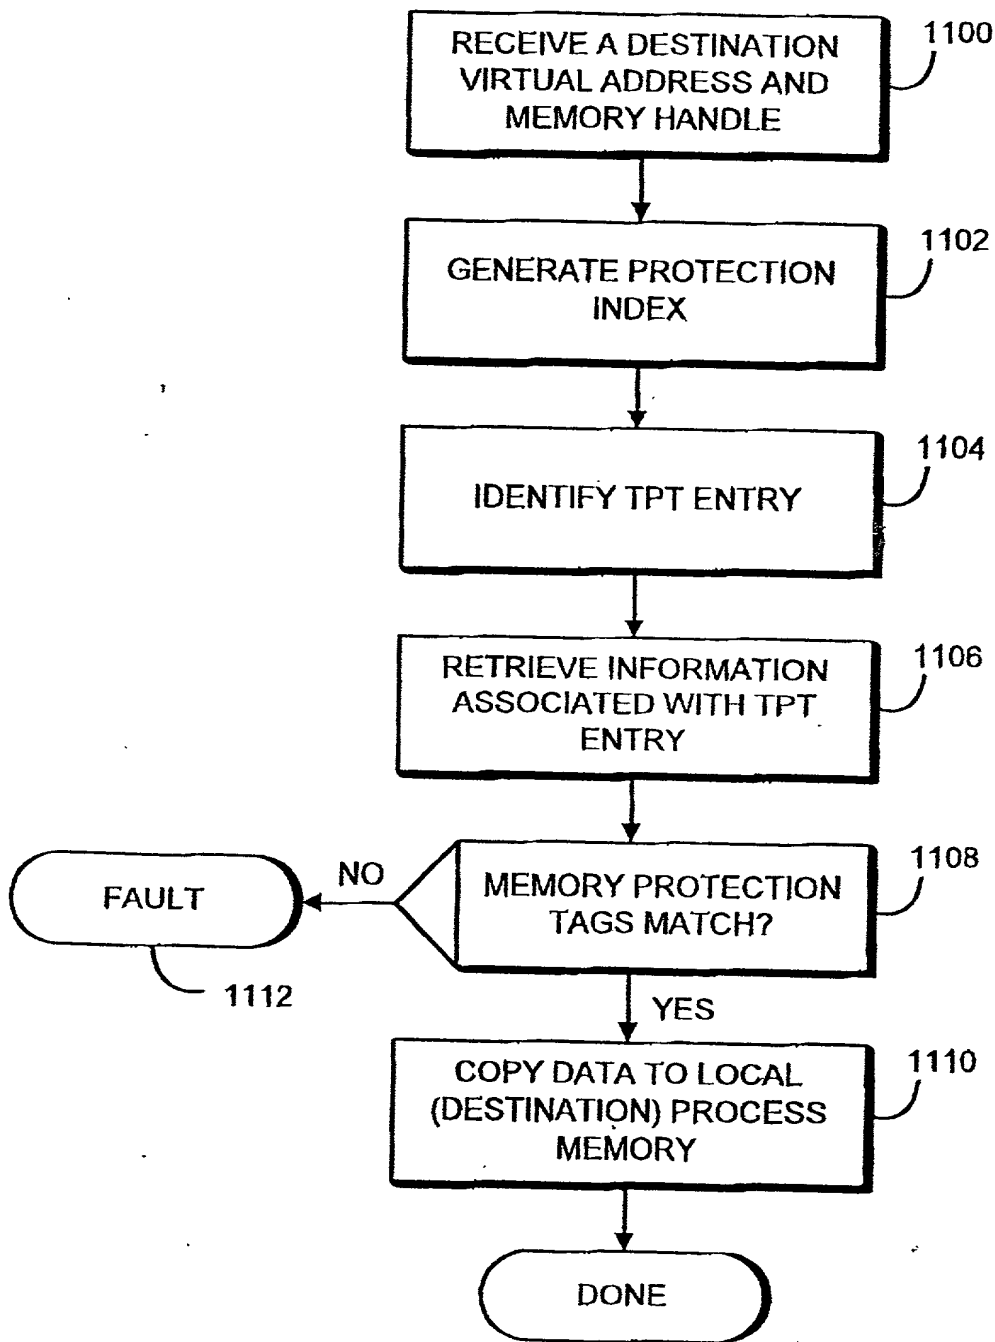 RECEIVE A DESTINATION
VIRTUAL ADDRESS AND
MEMORY HANDLE
1100
GENERATE PROTECTION
INDEX
1102
IDENTIFY TPT ENTRY
1104
RETRIEVE INFORMATION
ASSOCIATED WITH TPT
ENTRY
1106
MEMORY PROTECTION
TAGS MATCH?
1108
NO
FAULT
1112
YES
COPY DATA TO LOCAL
(DESTINATION) PROCESS
MEMORY
1110
DONE